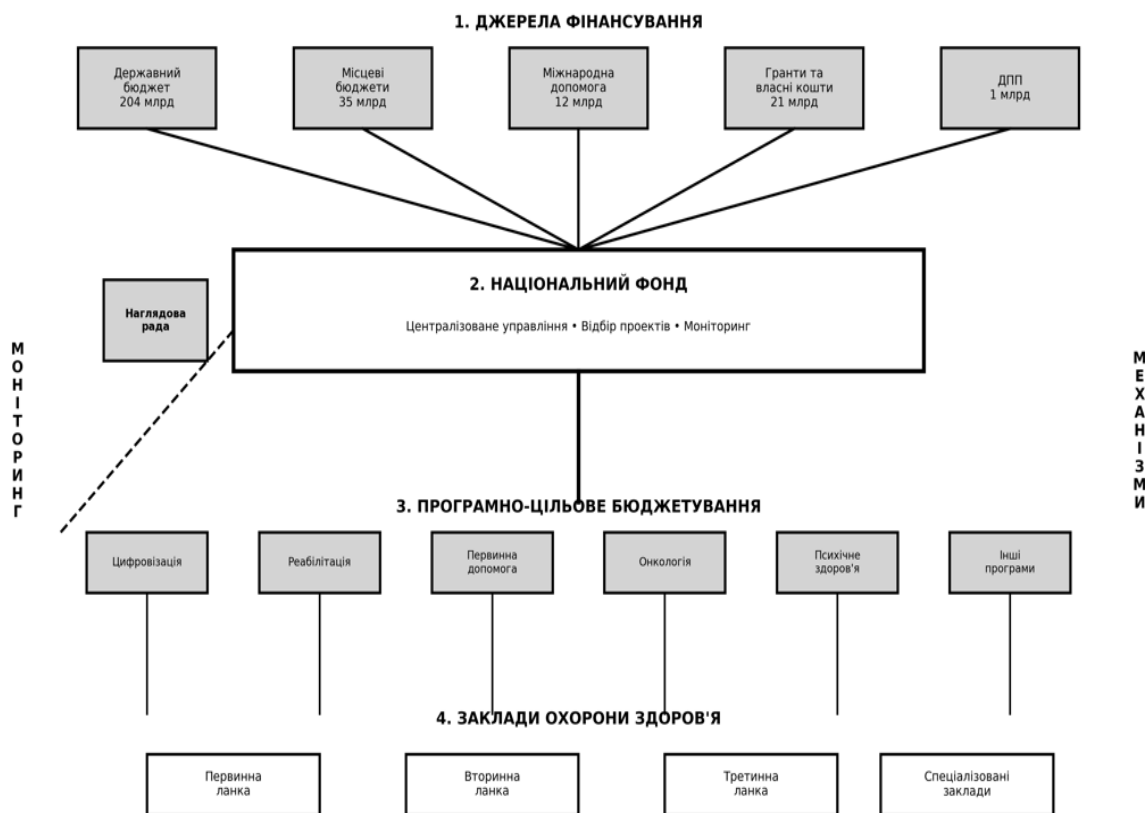 1. ДЖЕРЕЛА ФІНАНСУВАННЯ
Державний
бюджет
204 млрд
Місцеві
бюджети
35 млрд
Міжнародна
допомога
12 млрд
Гранти та
власні кошти
21 млрд
ДПП
1 млрд
2. НАЦІОНАЛЬНИЙ ФОНД
Централізоване управління • Відбір проектів • Моніторинг
Наглядова
рада
МОНІТОРИНГ
МЕХАНІЗМИ
3. ПРОГРАМНО-ЦІЛЬОВЕ БЮДЖЕТУВАННЯ
Цифровізація
Реабілітація
Первинна
допомога
Онкологія
Психічне
здоров'я
Інші
програми
4. ЗАКЛАДИ ОХОРОНИ ЗДОРОВ'Я
Первинна
ланка
Вторинна
ланка
Третинна
ланка
Спеціалізовані
заклади